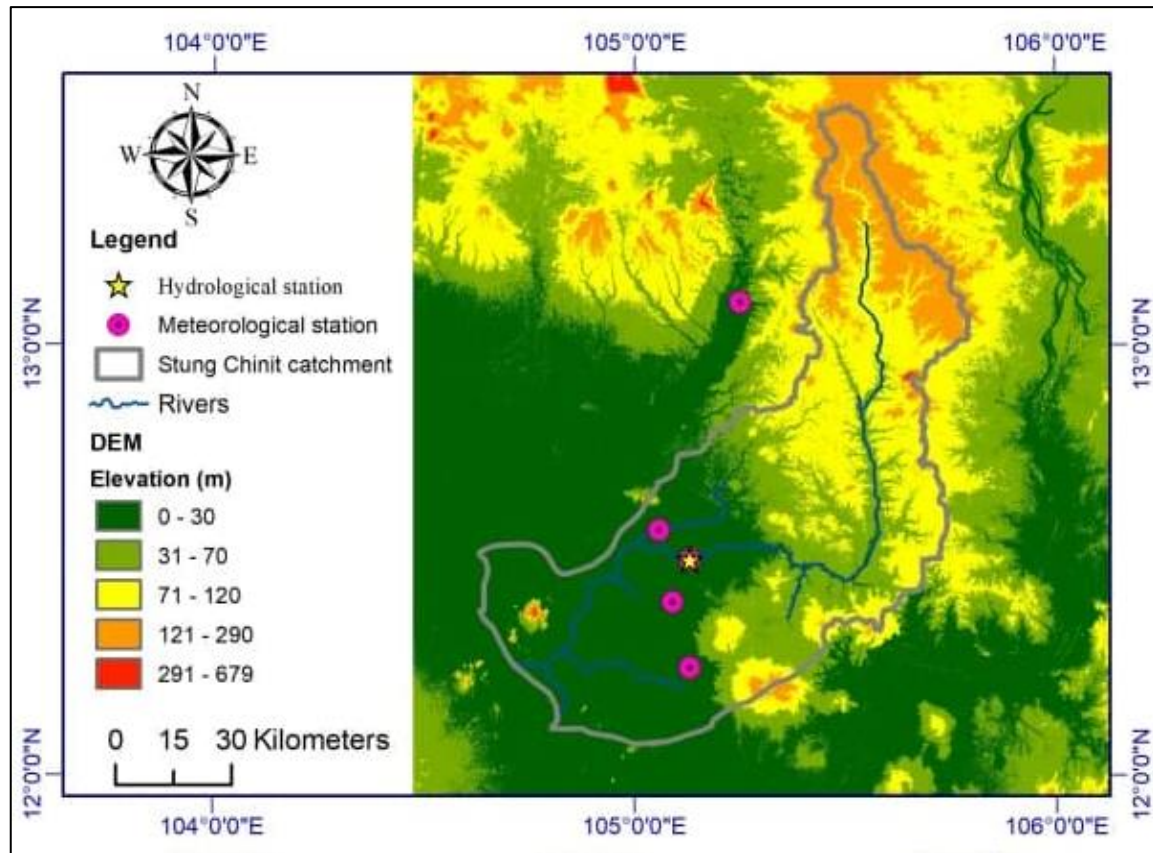 104°0'0"E 105°0'0"E 106°0'0"E
N
W E
S
Legend
Hydrological station
Meteorological station
Stung Chinit catchment
Rivers
DEM
Elevation (m)
0 - 30
31 - 70
71 - 120
121 - 290
291 - 679
0 15 30 Kilometers
13°0'0"N
12°0'0"N
13°0'0"N
12°0'0"N
104°0'0"E 105°0'0"E 106°0'0"E